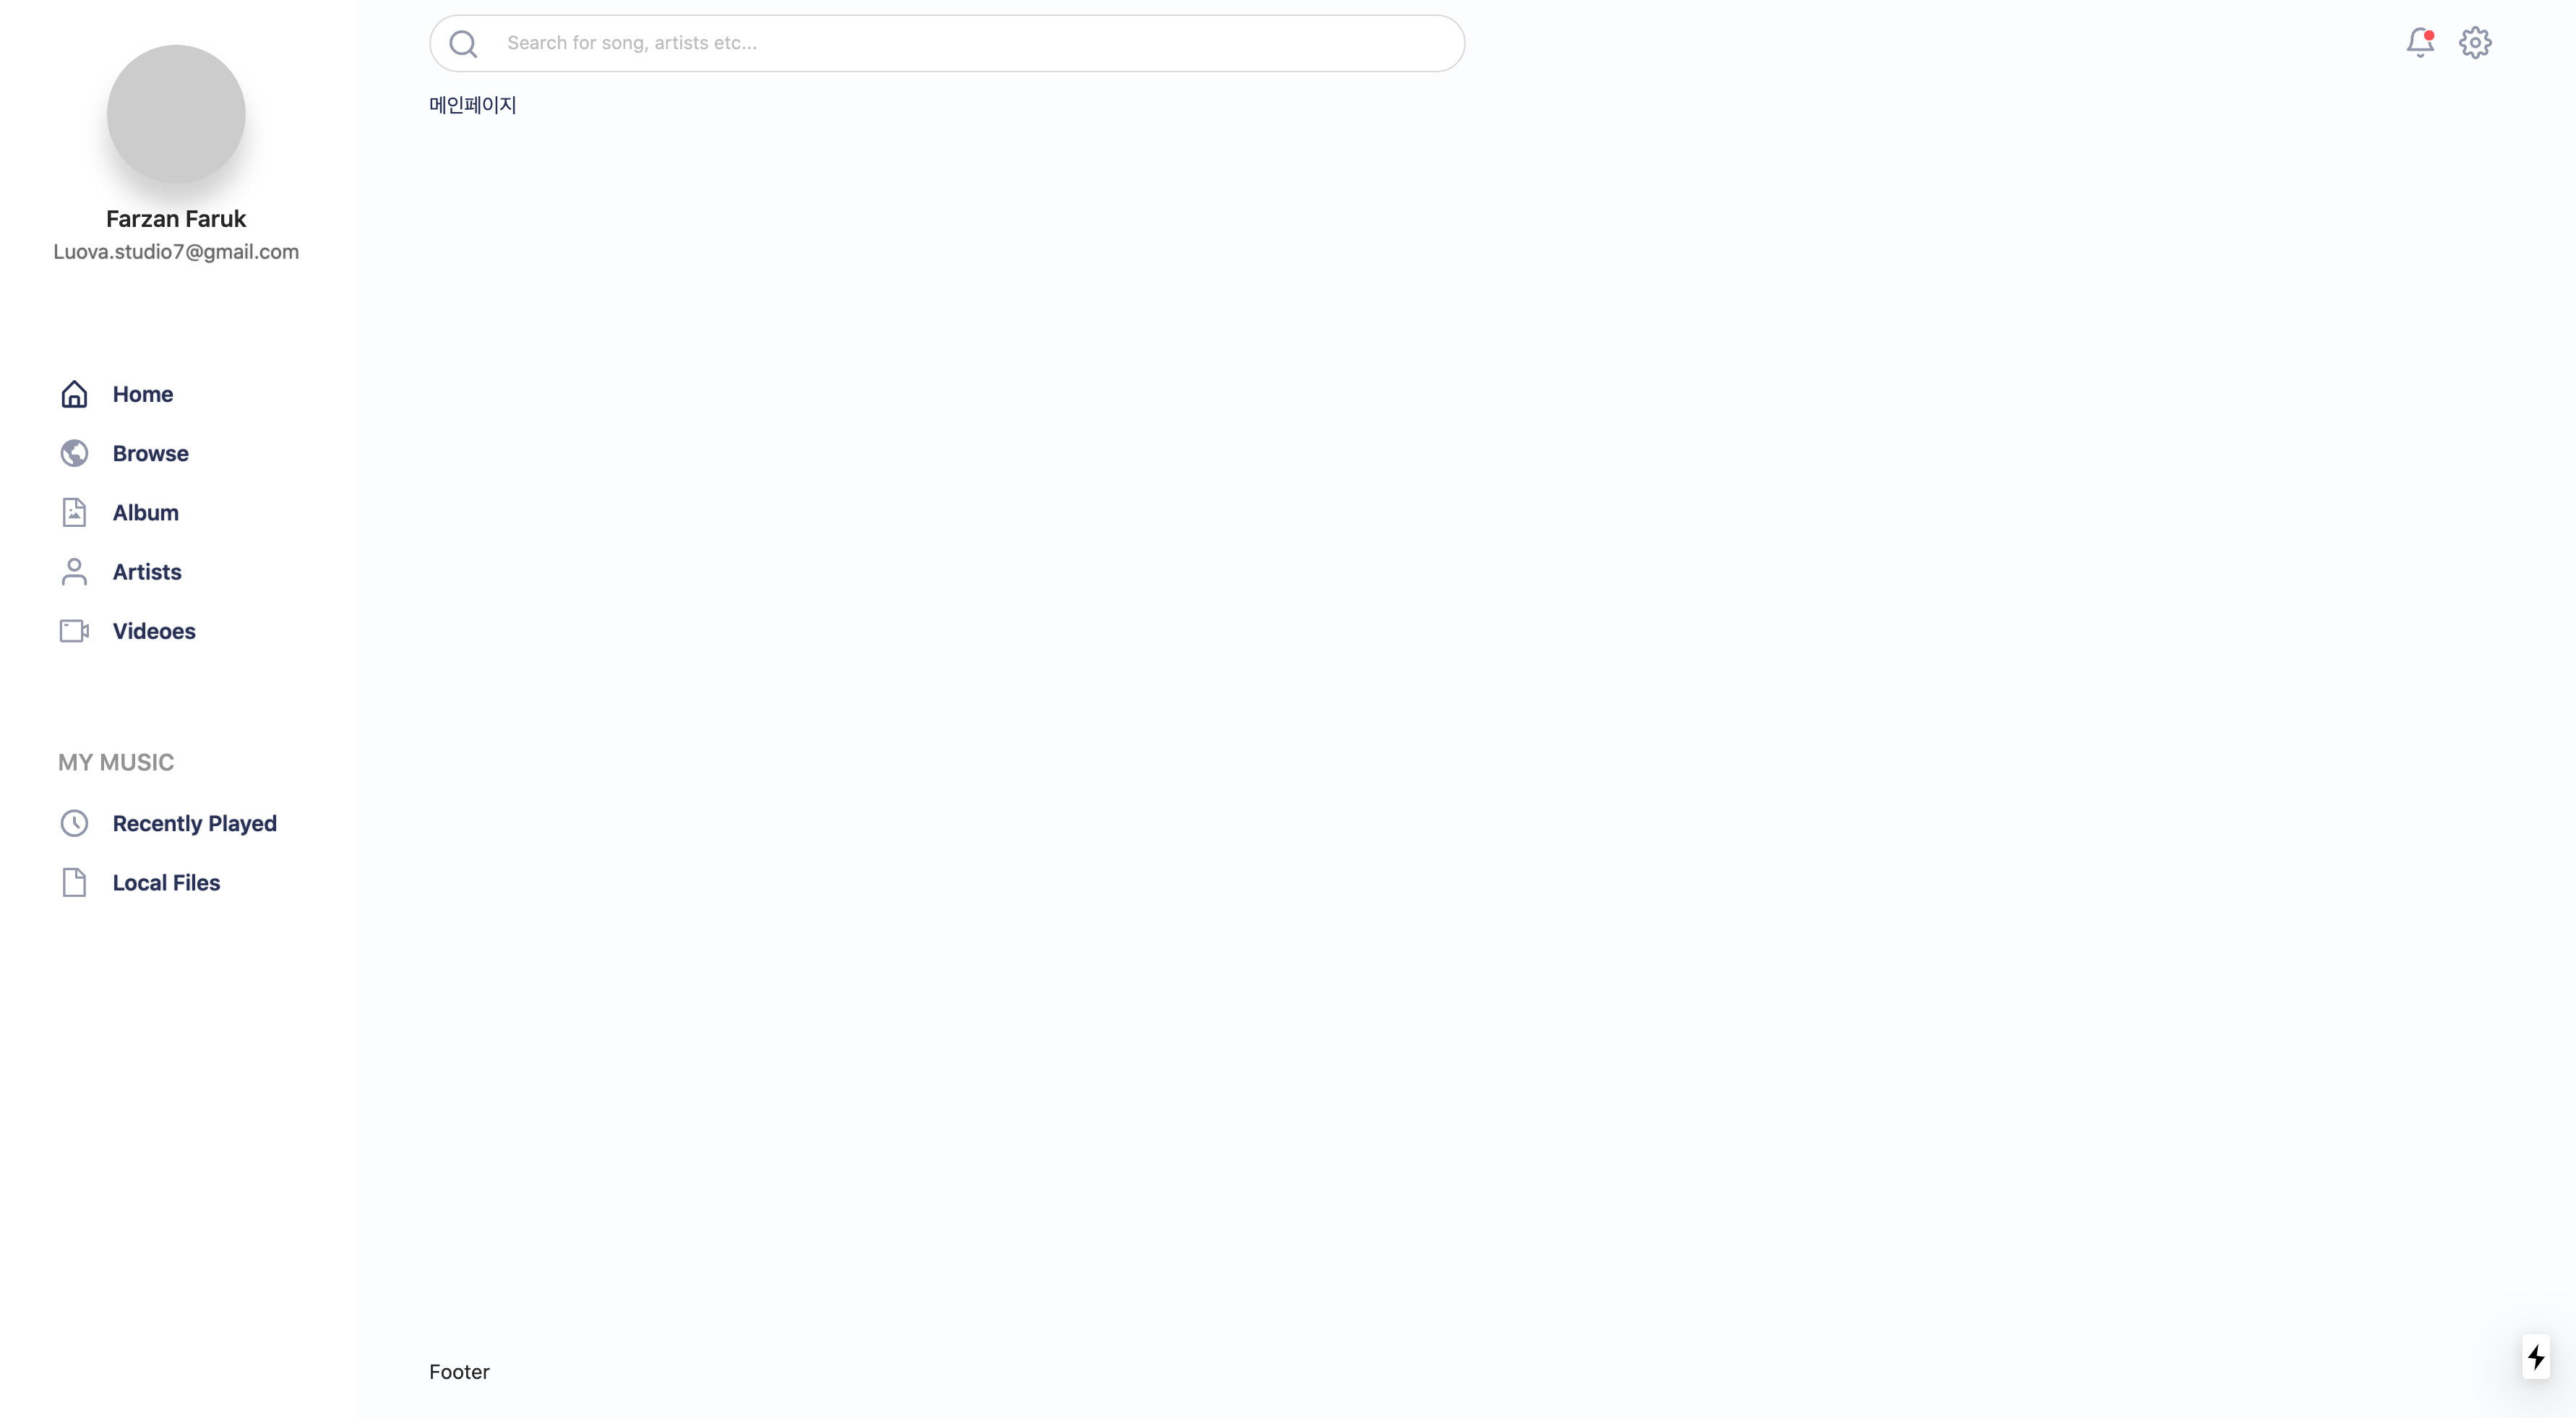 Farzan Faruk
Luova.studio7@gmail.com
Home
Browse
Album
Artists
Videoes
MY MUSIC
Recently Played
Local Files
Search for song, artists etc...
메인페이지
Footer